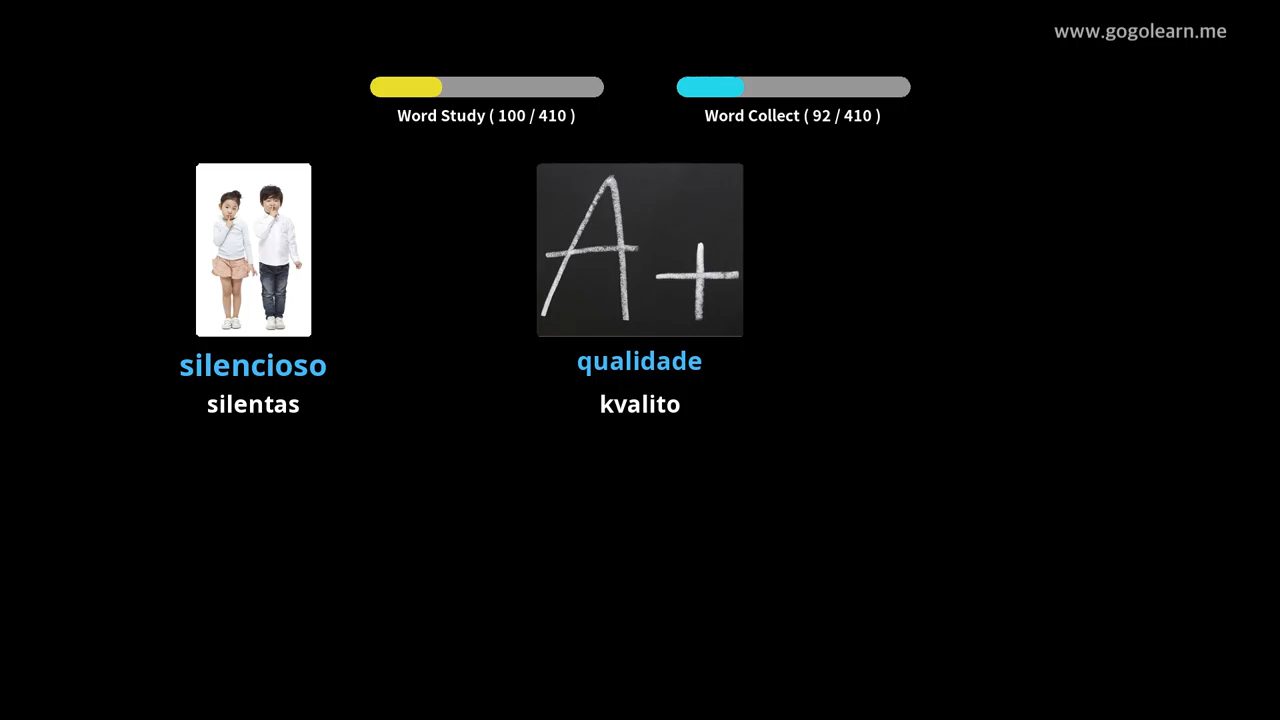 www.gogolearn.me
Word Study ( 100 / 410 )
Word Collect ( 92 / 410 )
A+
silencioso
silentas
qualidade
kvalito